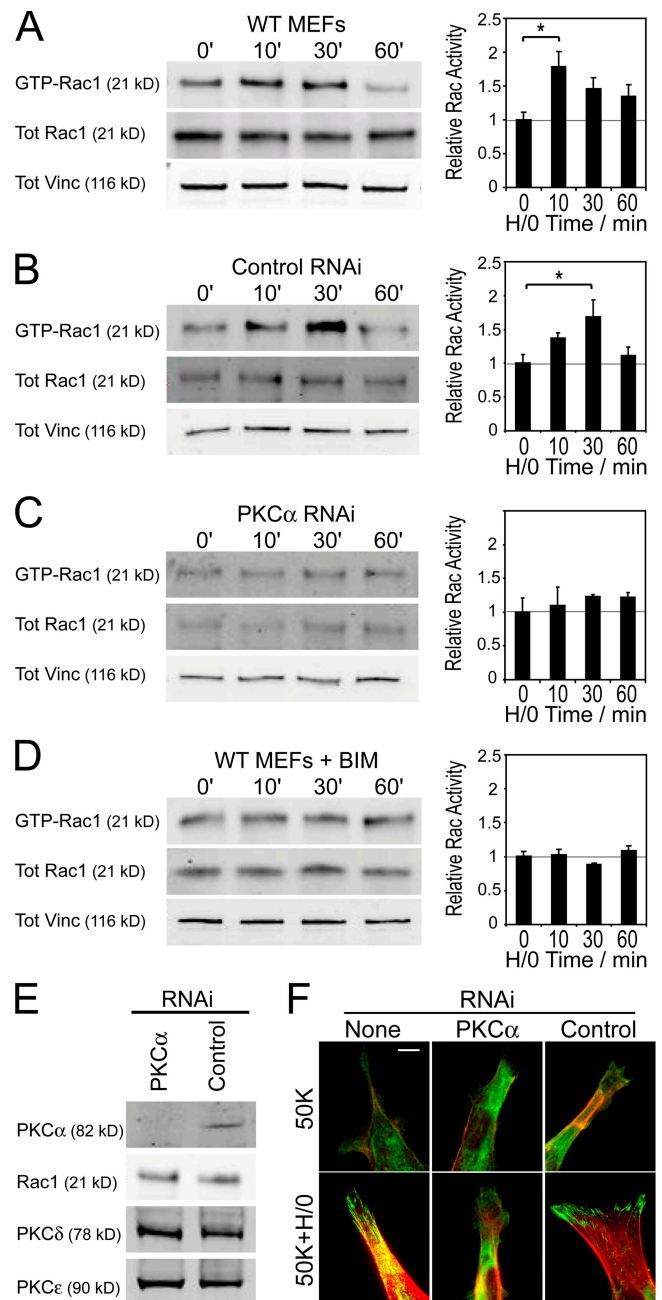 A
WT MEFs
0' 10' 30' 60'
GTP-Rac1 (21 kD)
Tot Rac1 (21 kD)
Tot Vinc (116 kD)
Relative Rac Activity
2.5
2
1.5
1
0.5
*
0 10 30 60
H/0 Time / min
B
Control RNAi
0' 10' 30' 60'
GTP-Rac1 (21 kD)
Tot Rac1 (21 kD)
Tot Vinc (116 kD)
Relative Rac Activity
2.5
2
1.5
1
0.5
*
0 10 30 60
H/0 Time / min
C
PKCα RNAi
0' 10' 30' 60'
GTP-Rac1 (21 kD)
Tot Rac1 (21 kD)
Tot Vinc (116 kD)
Relative Rac Activity
2.5
2
1.5
1
0.5
0 10 30 60
H/0 Time / min
D
WT MEFs + BIM
0' 10' 30' 60'
GTP-Rac1 (21 kD)
Tot Rac1 (21 kD)
Tot Vinc (116 kD)
Relative Rac Activity
2.5
2
1.5
1
0.5
0 10 30 60
H/0 Time / min
E
RNAi
PKCα
Control
PKCα (82 kD)
Rac1 (21 kD)
PKCδ (78 kD)
PKCε (90 kD)
F
RNAi
None PKCα Control
50K
50K+H/0